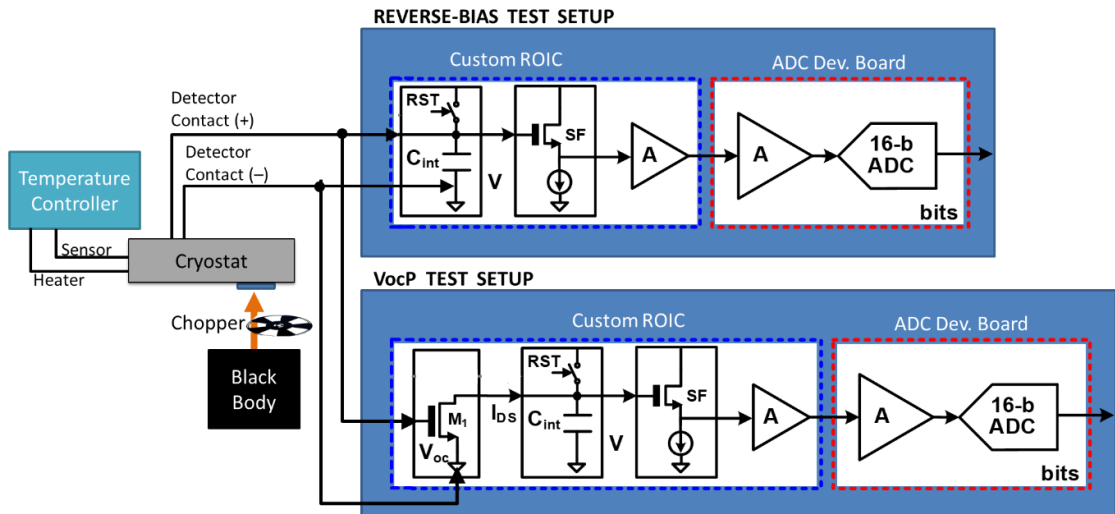 REVERSE-BIAS TEST SETUP
Custom ROIC
ADC Dev. Board
Detector
Contact (+)
RST
SF
Cint
V
A
A
16-b
ADC
bits
Detector
Contact (–)
Temperature
Controller
Sensor
Heater
Cryostat
Chopper
Black
Body
VocP TEST SETUP
Custom ROIC
ADC Dev. Board
M1
Voc
IDS
RST
Cint
V
SF
A
A
16-b
ADC
bits